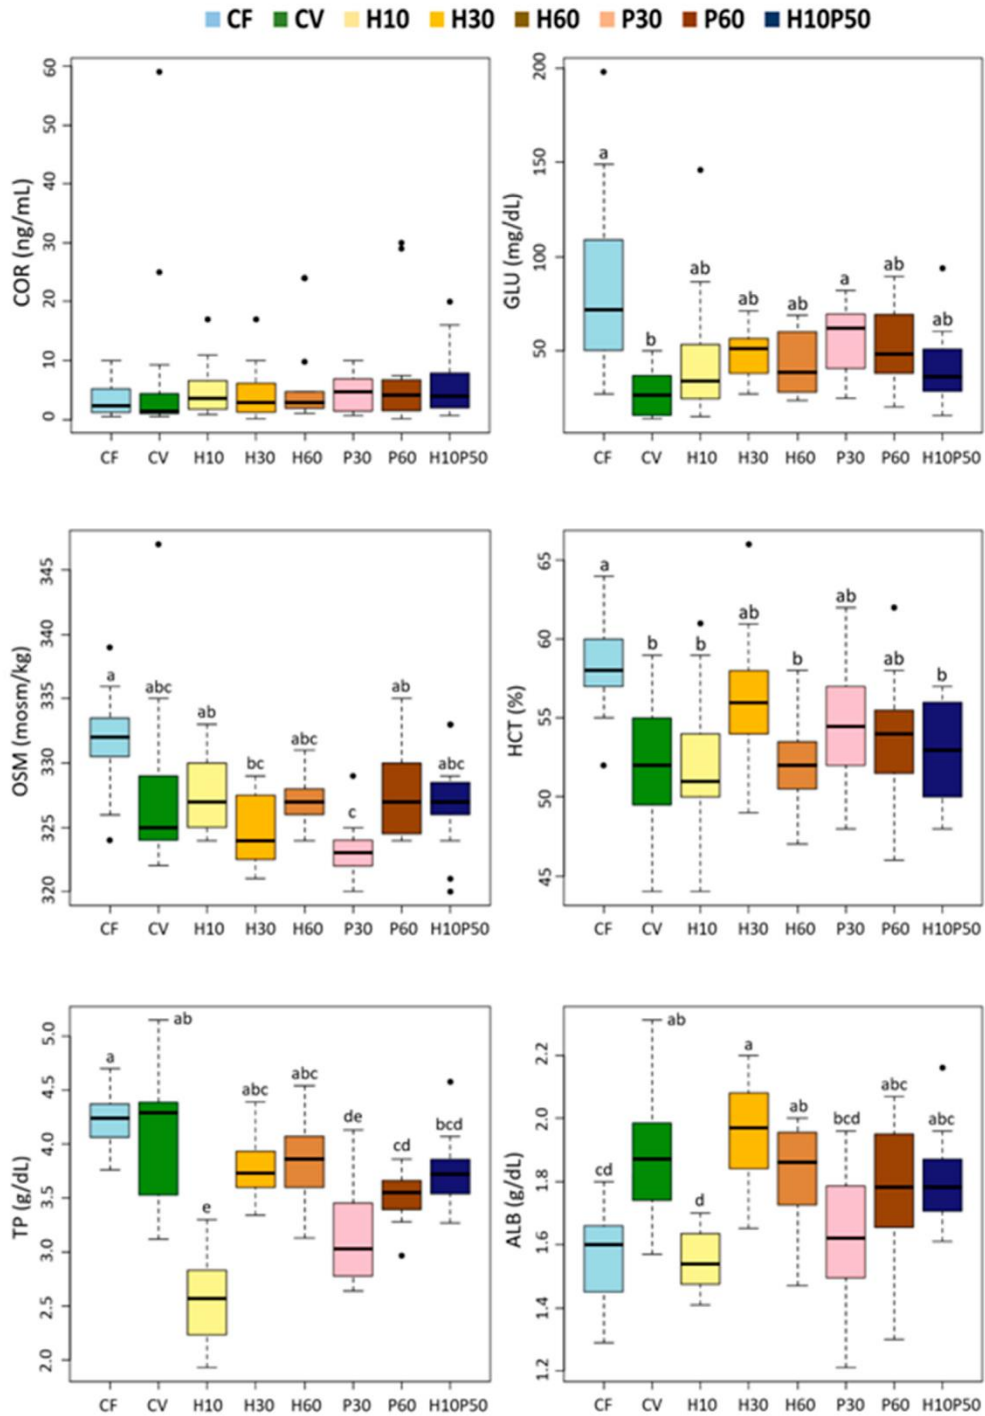 CF CV H10 H30 H60 P30 P60 H10P50
COR (ng/mL)
60
50
40
30
20
10
0
CF CV H10 H30 H60 P30 P60 H10P50
GLU (mg/dL)
200
150
100
50
a
b
ab
ab
ab
a
ab
ab
CF CV H10 H30 H60 P30 P60 H10P50
OSM (mosm/kg)
345
340
335
330
325
320
a
abc
ab
bc
abc
c
ab
abc
CF CV H10 H30 H60 P30 P60 H10P50
HCT (%)
65
60
55
50
45
a
b
b
ab
b
ab
ab
b
CF CV H10 H30 H60 P30 P60 H10P50
TP (g/dL)
5.0
4.5
4.0
3.5
3.0
2.5
2.0
a
ab
e
abc
abc
de
cd
bcd
CF CV H10 H30 H60 P30 P60 H10P50
ALB (g/dL)
2.2
2.0
1.8
1.6
1.4
1.2
cd
ab
d
a
ab
bcd
abc
abc
CF CV H10 H30 H60 P30 P60 H10P50